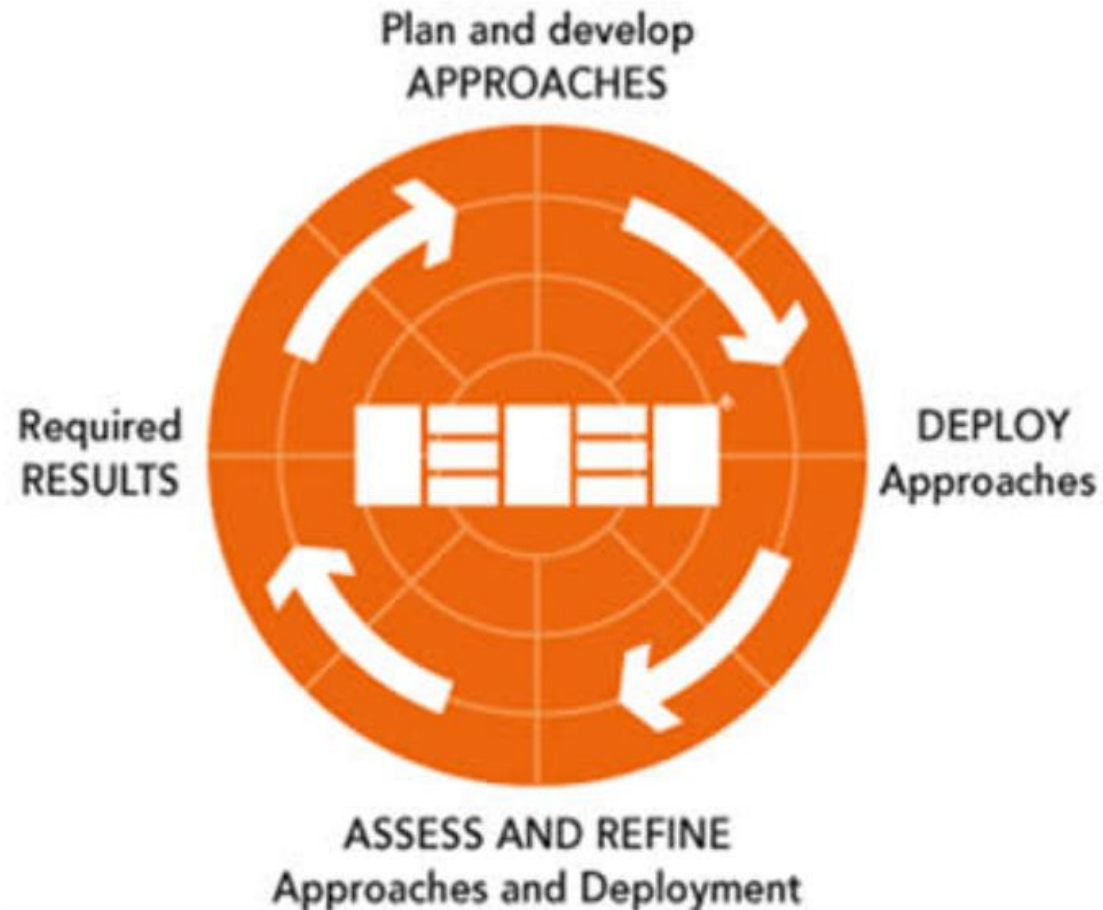 Plan and develop
APPROACHES
Required
RESULTS
DEPLOY
Approaches
ASSESS AND REFINE
Approaches and Deployment